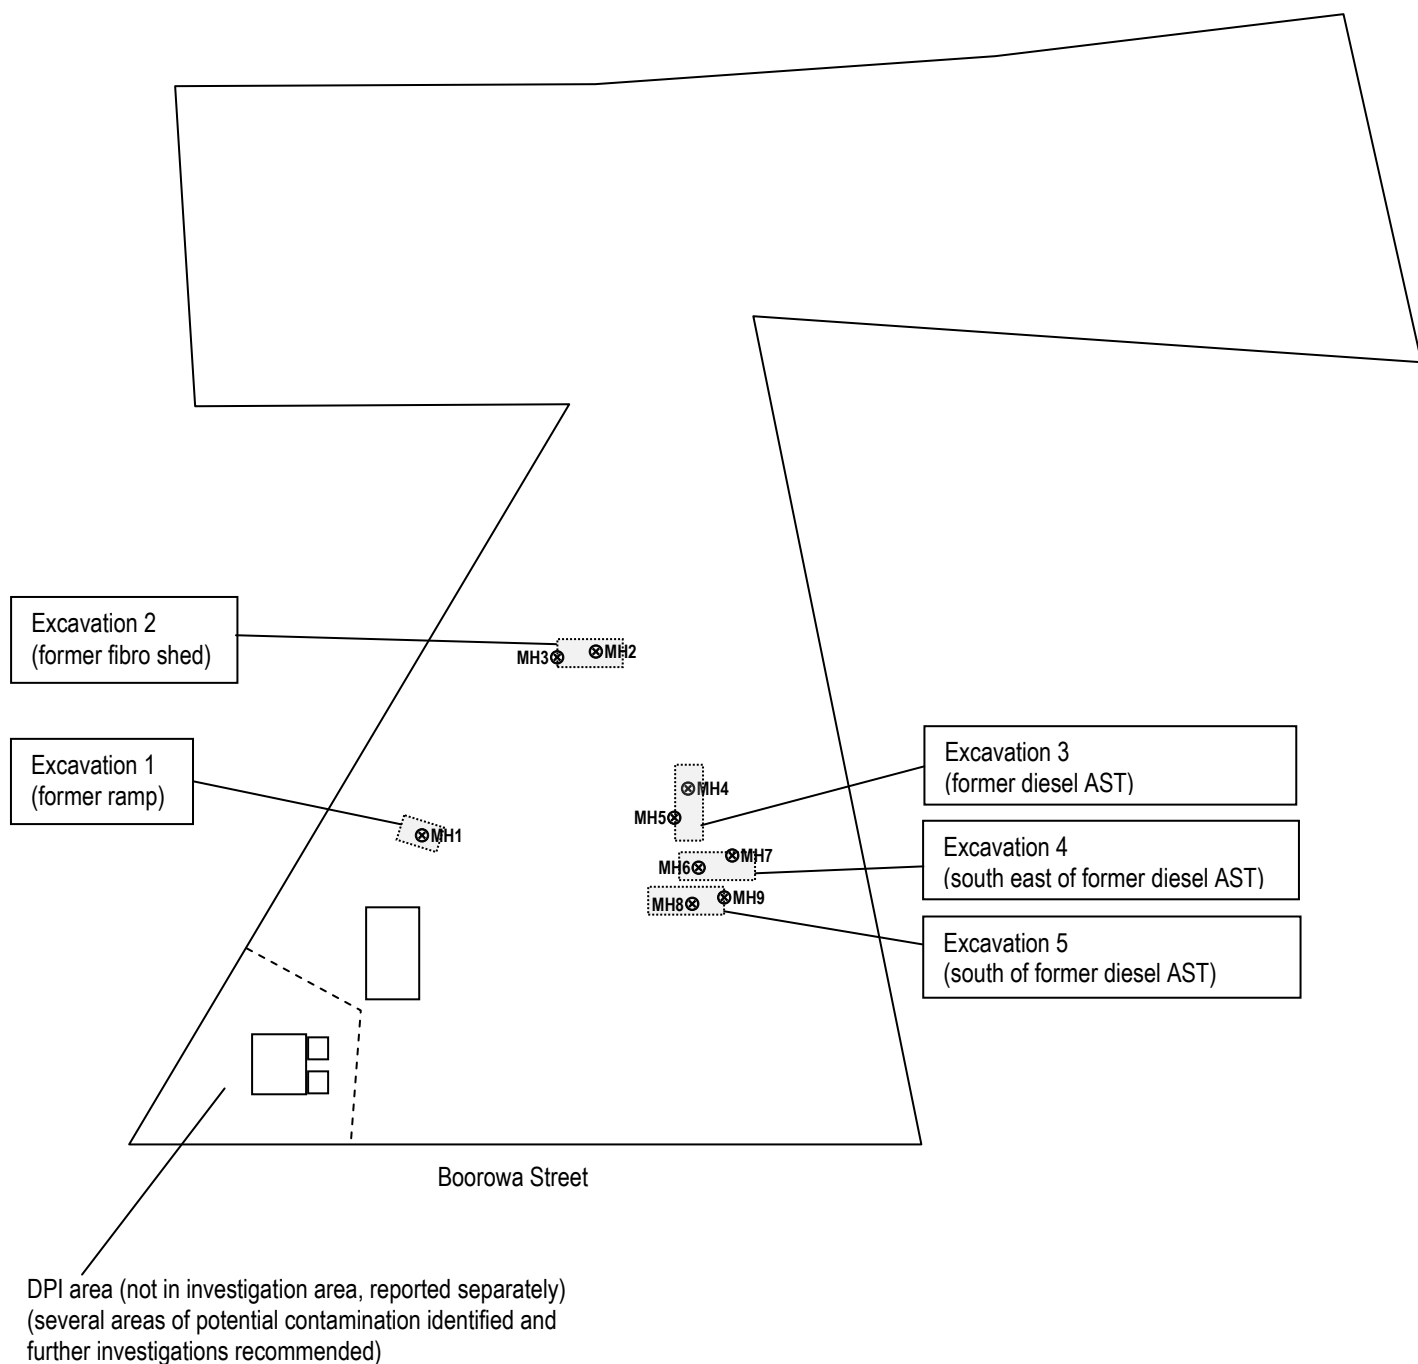 Excavation 2
(former fibro shed)
MH3
MH2
Excavation 1
(former ramp)
MH1
Excavation 3
(former diesel AST)
MH4
MH5
Excavation 4
(south east of former diesel AST)
MH7
MH6
MH9
MH8
Excavation 5
(south of former diesel AST)
Boorowa Street
DPI area (not in investigation area, reported separately)
(several areas of potential contamination identified and
further investigations recommended)